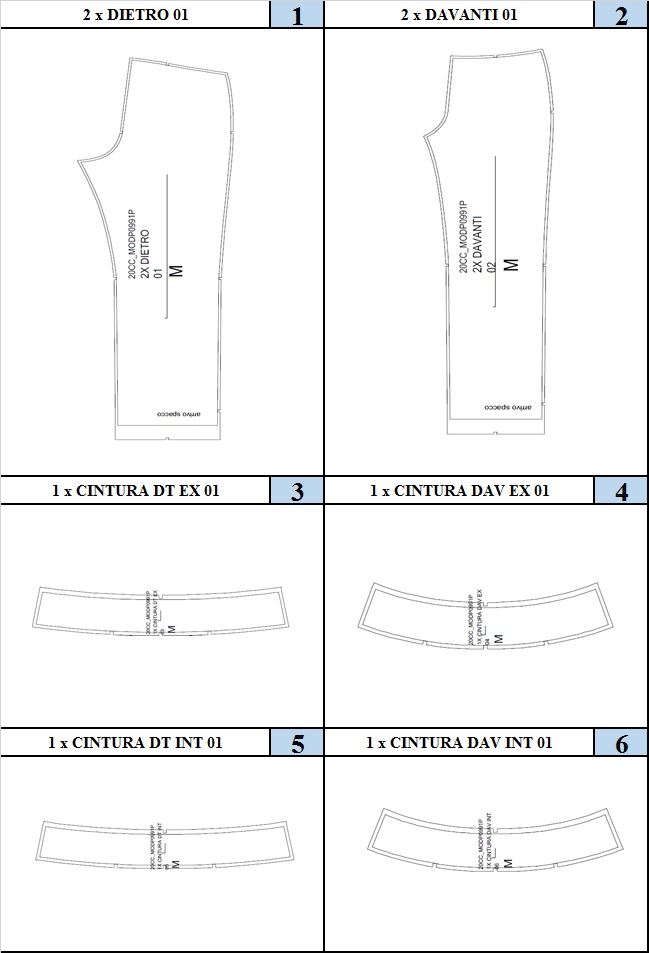 2 x DIETRO 01
1
2 x DAVANTI 01
2
20CC_MODP0991P
2X DIETRO
01
M
arrivo spacco
20CC_MODP0991P
2X DAVANTI
02
M
arrivo spacco
1 x CINTURA DT EX 01
3
1 x CINTURA DAV EX 01
4
20CC_MODP0991P
1X CINTURA DT EX
03
M
20CC_MODP0991P
1X CINTURA DAV EX
04
M
1 x CINTURA DT INT 01
5
1 x CINTURA DAV INT 01
6
20CC_MODP0991P
1X CINTURA DT INT
05
M
20CC_MODP0991P
1X CINTURA DAV INT
06
M